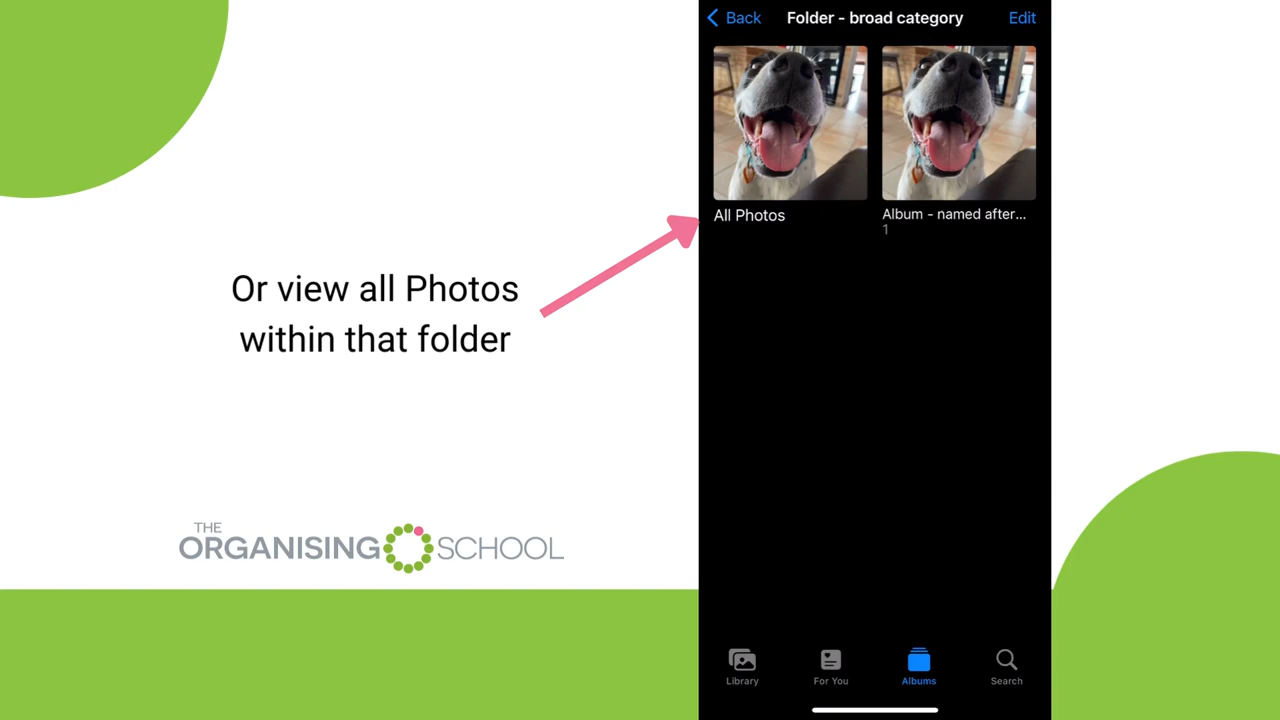 Back
Folder - broad category
Edit
All Photos
Album - named after...
1
Or view all Photos
within that folder
THE
ORGANISING SCHOOL
Library
For You
Albums
Search